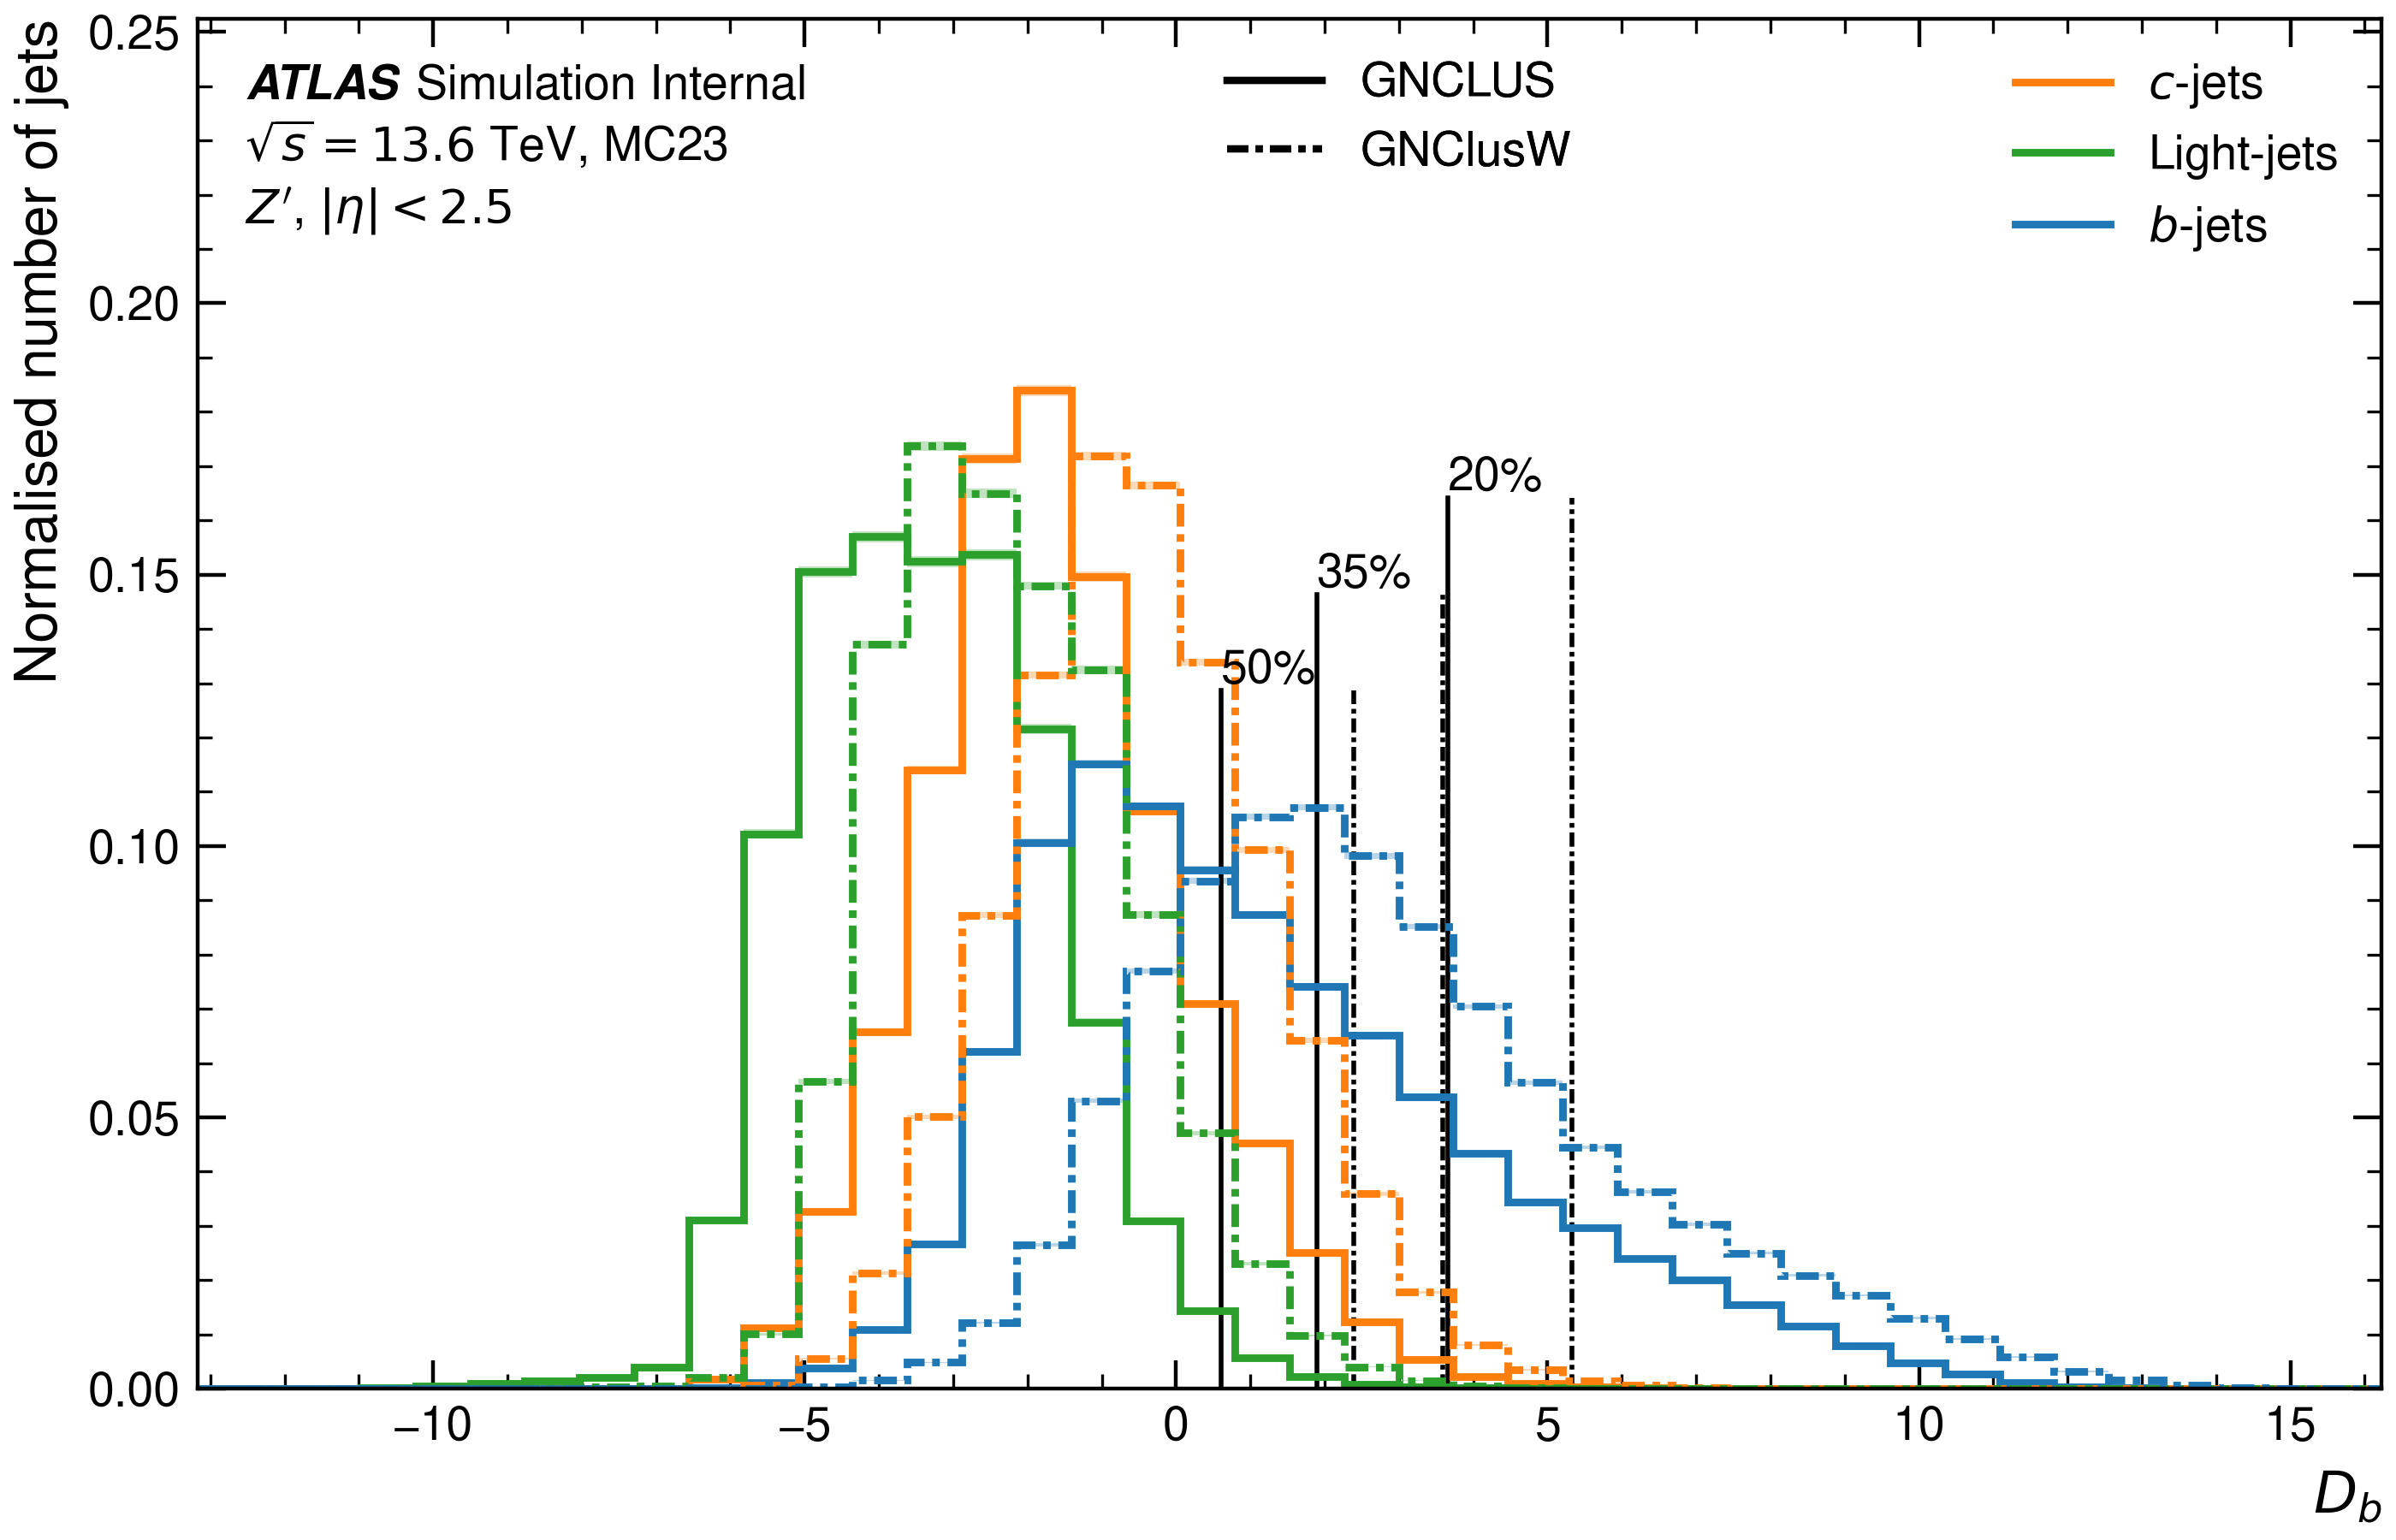 Normalised number of jets
0.25
0.20
0.15
0.10
0.05
0.00
ATLAS Simulation Internal
√s = 13.6 TeV, MC23
Z′, |η| < 2.5
GNCLUS
GNClusW
c-jets
Light-jets
b-jets
20%
35%
50%
−10
−5
0
5
10
15
D_b